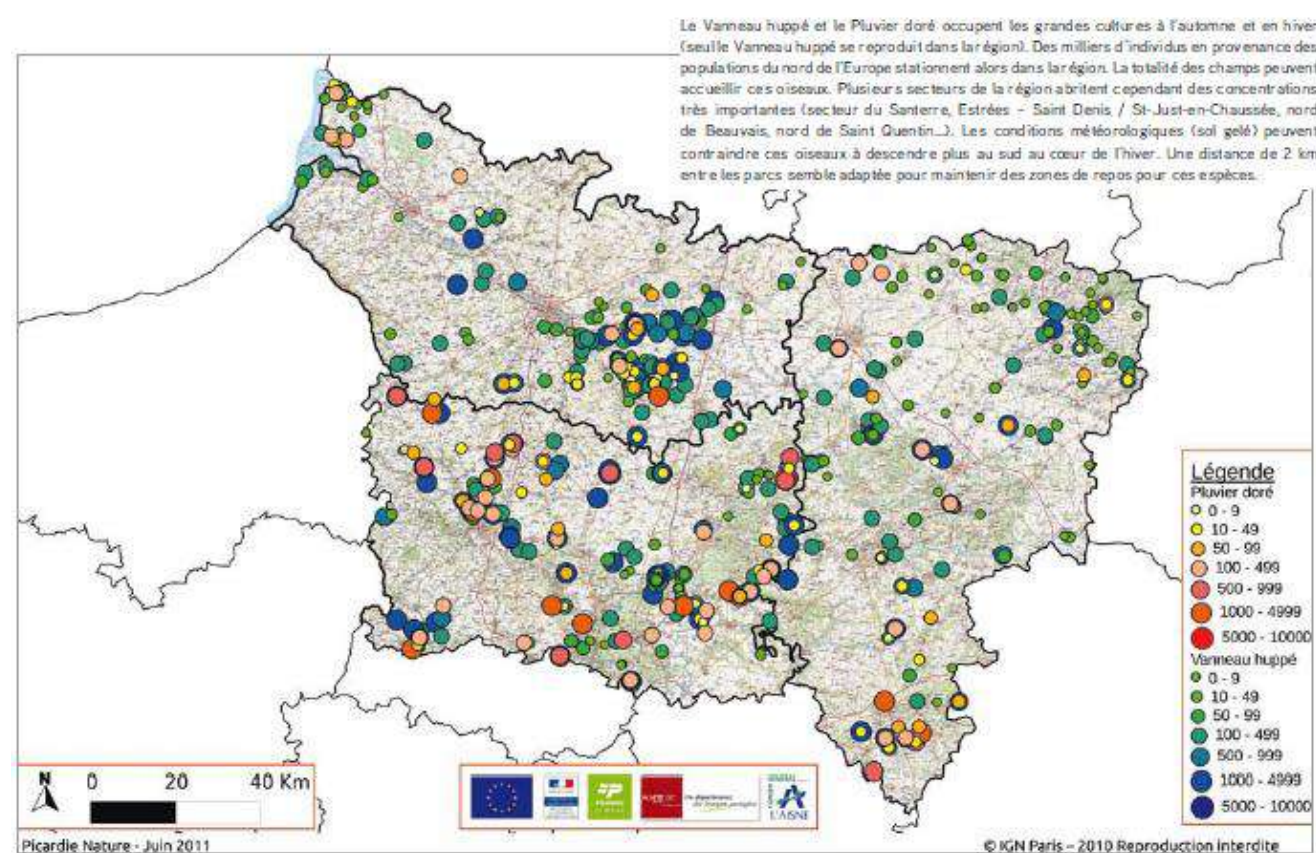 Le Vanneau huppé et le Pluvier doré occupent les grandes cultures à l'automne et en hiver
(seul le Vanneau huppé se reproduit dans la région). Des milliers d'individus en provenance des
populations du nord de l'Europe stationnent alors dans la région. La totalité des champs peuvent
accueillir ces oiseaux. Plusieurs secteurs de la région abritent cependant des concentrations
très importantes (secteur du Santerre, Estrées - Saint Denis / St-Just-en-Chaussée, nord
de Beauvais, nord de Saint Quentin...). Les conditions météorologiques (sol gelé) peuvent
contraindre ces oiseaux à descendre plus au sud au cœur de l'hiver. Une distance de 2 km
entre les parcs semble adaptée pour maintenir des zones de repos pour ces espèces.
Légende
Pluvier doré
0 - 9
10 - 49
50 - 99
100 - 499
500 - 999
1000 - 4999
5000 - 10000
Vanneau huppé
0 - 9
10 - 49
50 - 99
100 - 499
500 - 999
1000 - 4999
5000 - 10000
N
0 20 40 Km
L'AISNE
Picardie Nature - Juin 2011
© IGN Paris – 2010 Reproduction interdite